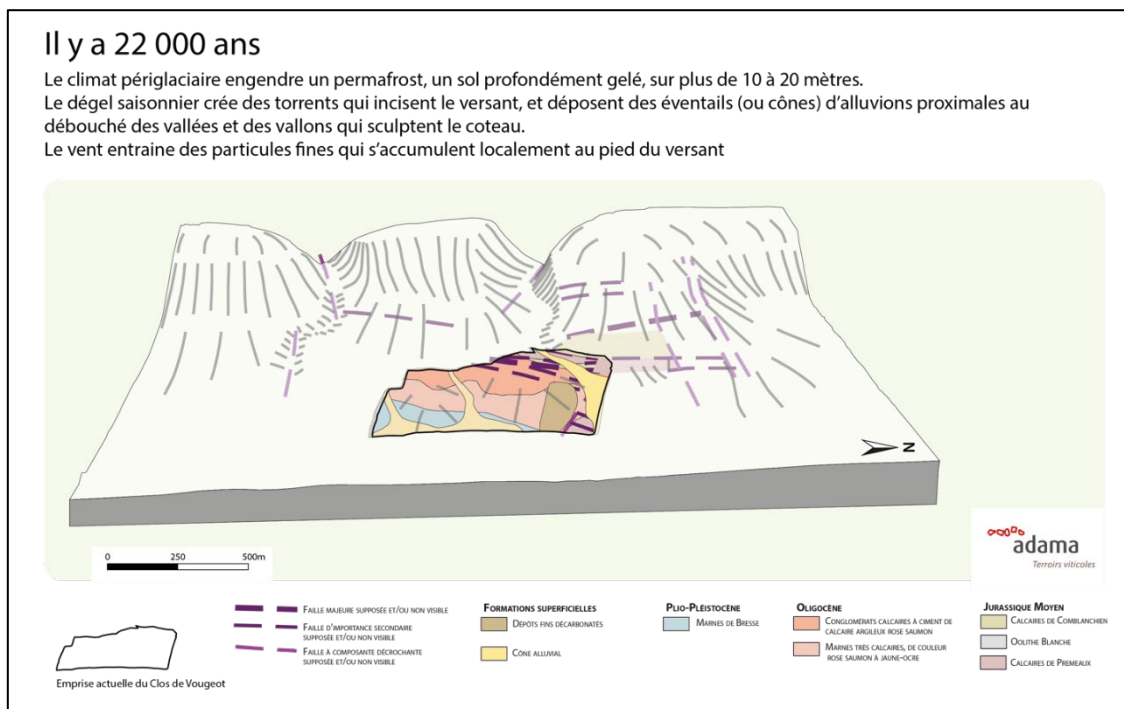 Il y a 22 000 ans
Le climat périglaciaire engendre un permafrost, un sol profondément gelé, sur plus de 10 à 20 mètres.
Le dégel saisonnier crée des torrents qui incisent le versant, et déposent des éventails (ou cônes) d'alluvions proximales au
débouché des vallées et des vallons qui sculptent le coteau.
Le vent entraine des particules fines qui s'accumulent localement au pied du versant
N
0 250 500m
adama
Terroirs viticoles
Emprise actuelle du Clos de Vougeot
FAILLE MAJEURE SUPPOSÉE ET/OU NON VISIBLE
FAILLE D'IMPORTANCE SECONDAIRE
SUPPOSÉE ET/OU NON VISIBLE
FAILLE À COMPOSANTE DÉCROCHANTE
SUPPOSÉE ET/OU NON VISIBLE
FORMATIONS SUPERFICIELLES
DÉPÔTS FINS DÉCARBONATÉS
CÔNE ALLUVIAL
PLIO-PLÉISTOCÈNE
MARNES DE BRESSE
OLIGOCÈNE
CONGLOMÉRATS CALCAIRES À CIMENT DE
CALCAIRE ARGILEUX ROSE SAUMON
MARNES TRÈS CALCAIRES, DE COULEUR
ROSE SAUMON À JAUNE-OCRE
JURASSIQUE MOYEN
CALCAIRES DE COMBLANCHIEN
OOLITHE BLANCHE
CALCAIRES DE PREMEAUX